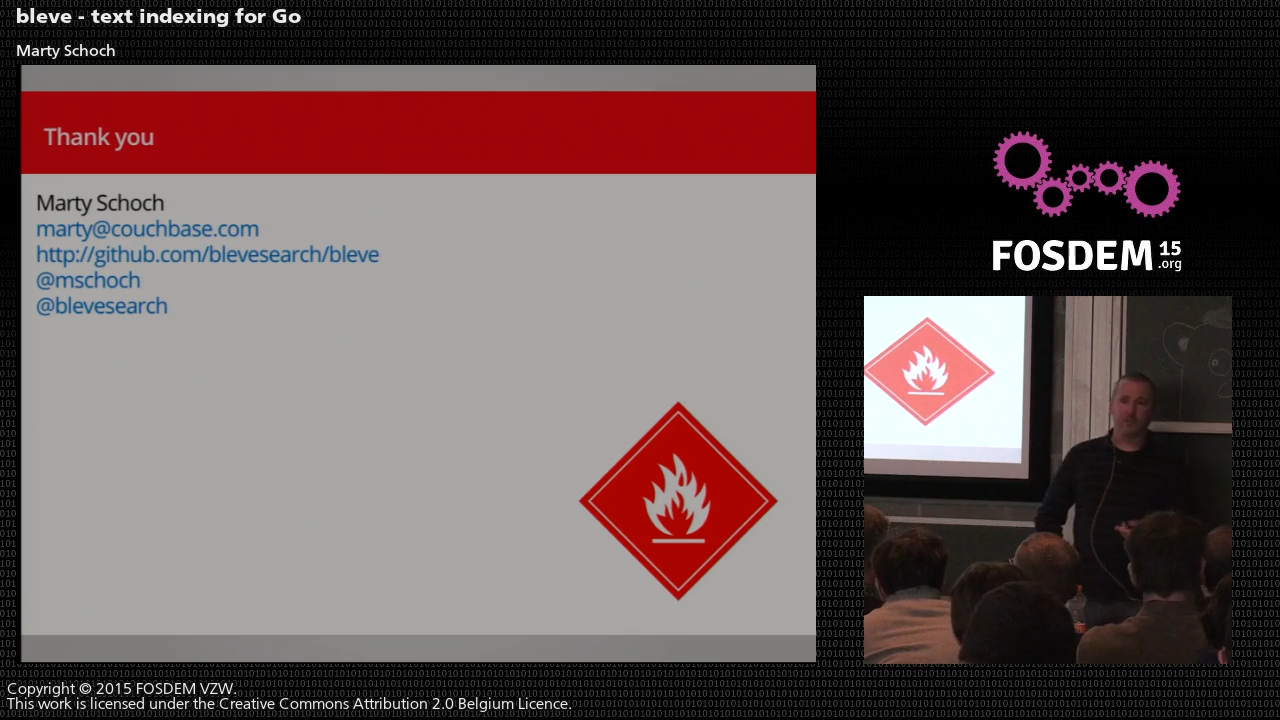 bleve - text indexing for Go
Marty Schoch
Thank you
Marty Schoch
marty@couchbase.com
http://github.com/blevesearch/bleve
@mschoch
@blevesearch
FOSDEM 15 .org
Copyright © 2015 FOSDEM VZW.
This work is licensed under the Creative Commons Attribution 2.0 Belgium Licence.